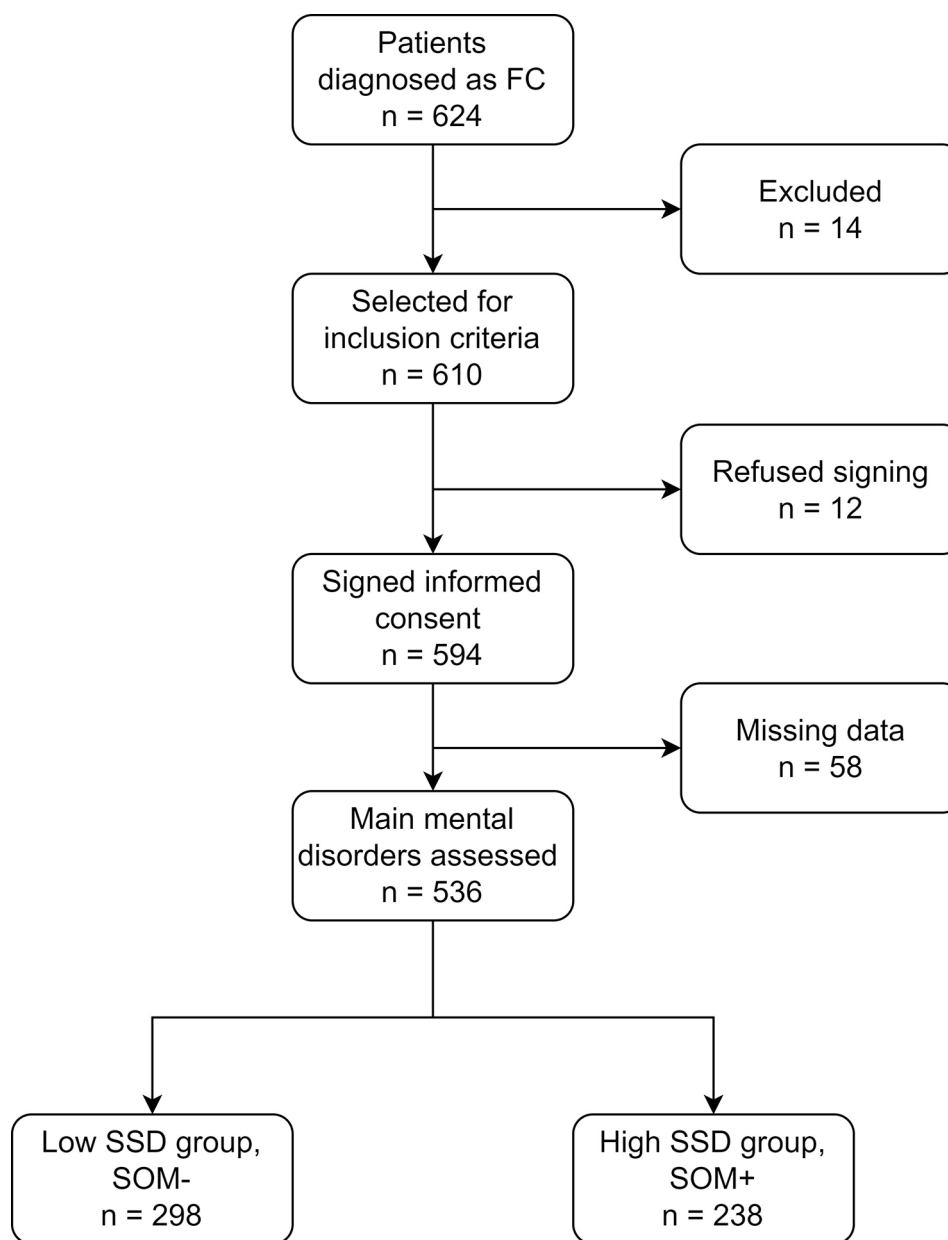 Patients
diagnosed as FC
n = 624
Excluded
n = 14
Selected for
inclusion criteria
n = 610
Refused signing
n = 12
Signed informed
consent
n = 594
Missing data
n = 58
Main mental
disorders assessed
n = 536
Low SSD group,
SOM-
n = 298
High SSD group,
SOM+
n = 238